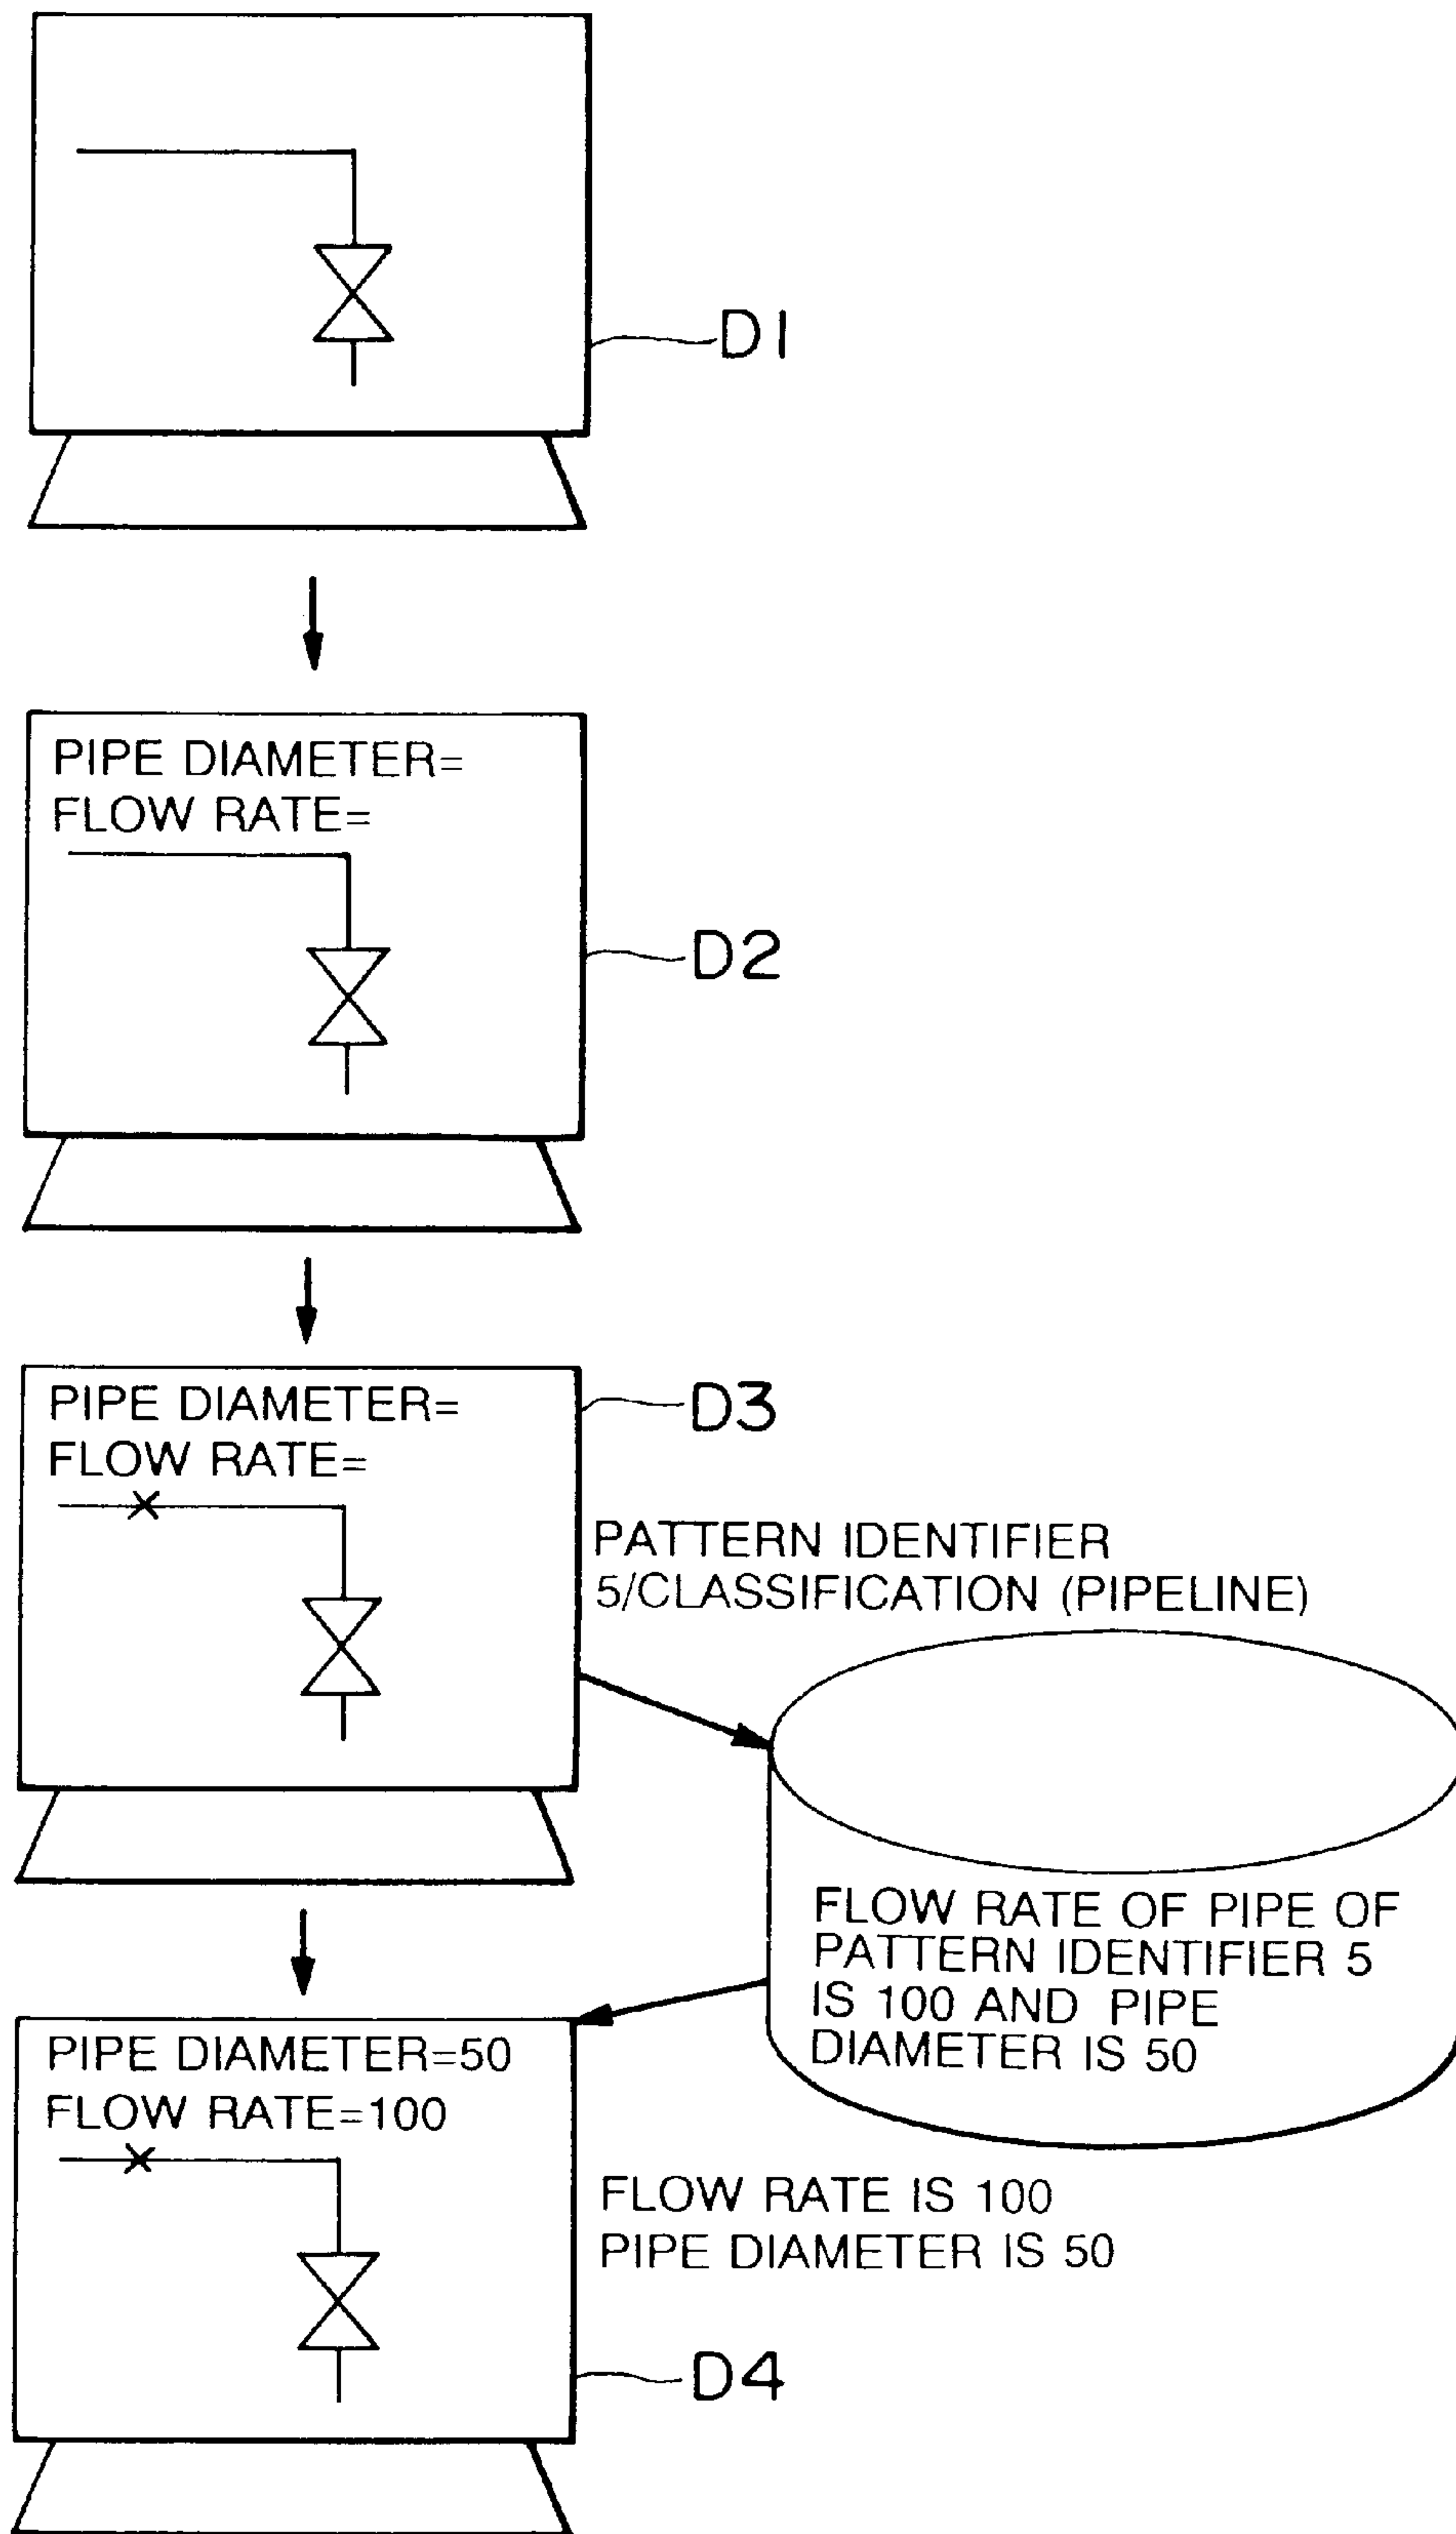 D1
PIPE DIAMETER=
FLOW RATE=
D2
PIPE DIAMETER=
FLOW RATE=
D3
PATTERN IDENTIFIER
5/CLASSIFICATION (PIPELINE)
FLOW RATE OF PIPE OF
PATTERN IDENTIFIER 5
IS 100 AND PIPE
DIAMETER IS 50
PIPE DIAMETER=50
FLOW RATE=100
FLOW RATE IS 100
PIPE DIAMETER IS 50
D4